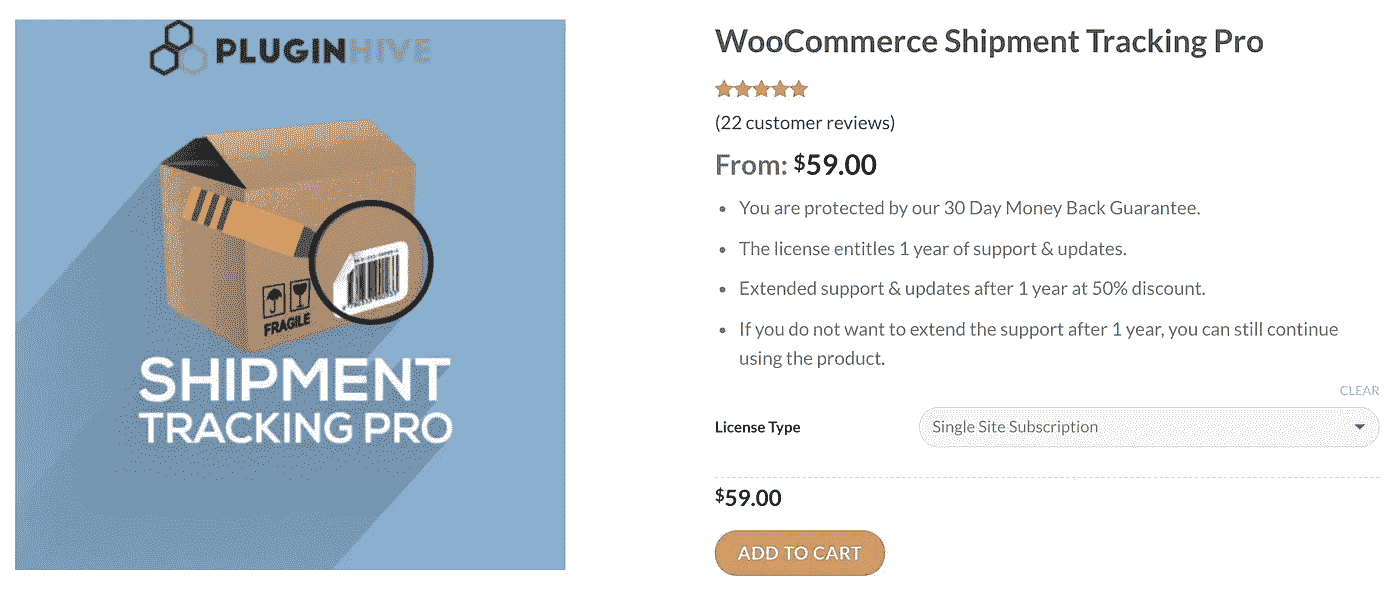 PLUGINHIVE
FRAGILE
SHIPMENT
TRACKING PRO
WooCommerce Shipment Tracking Pro
(22 customer reviews)
From: $59.00
• You are protected by our 30 Day Money Back Guarantee.
• The license entitles 1 year of support & updates.
• Extended support & updates after 1 year at 50% discount.
• If you do not want to extend the support after 1 year, you can still continue
using the product.
CLEAR
License Type
Single Site Subscription
$59.00
ADD TO CART